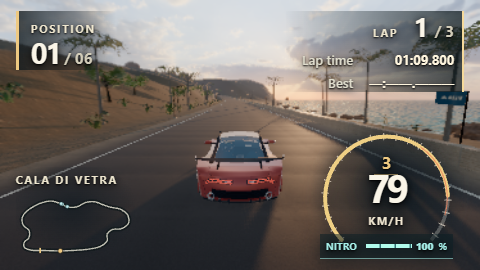 POSITION
01 / 06
LAP 1 / 3
Lap time 01:09.800
Best --:--.---
CALA DI VETRA
3
79
KM/H
NITRO 100 %